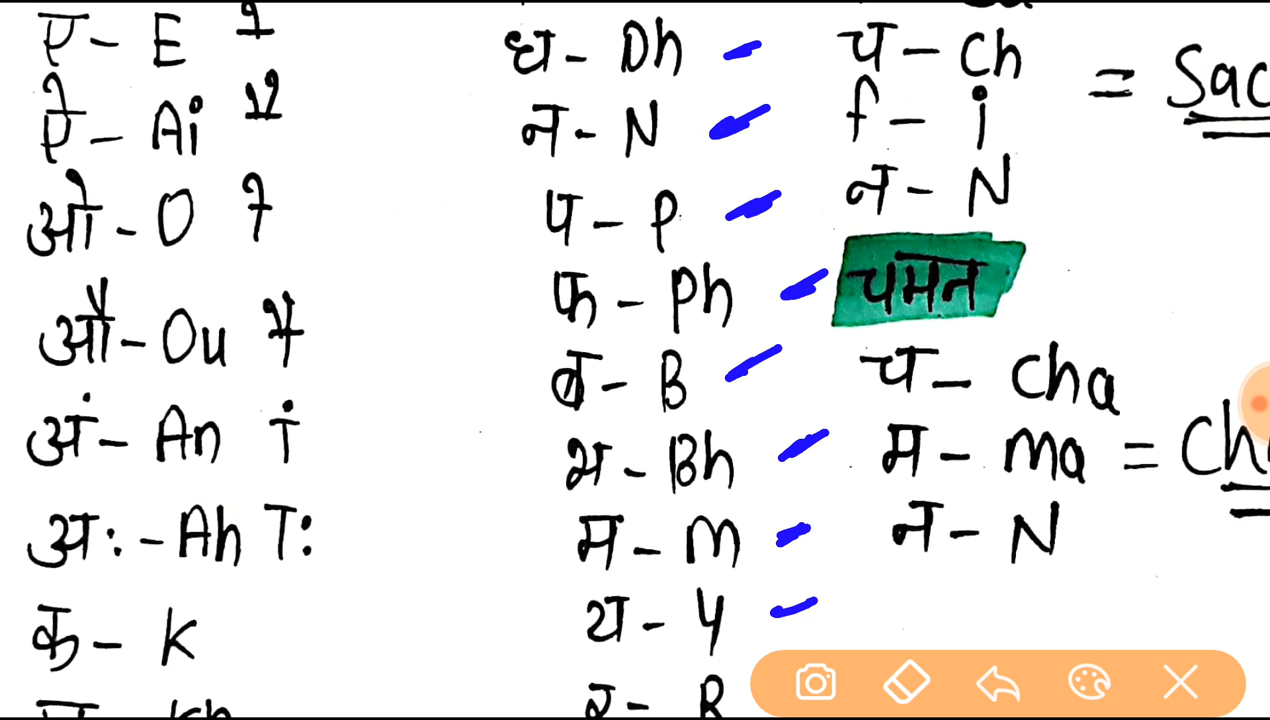 ए - E े
ऐ - Ai ै
ओ - O ो
औ - Ou ौ
अं - An ां
अः - Ah ाः
क - K
ध - Dh
न - N
प - P
फ - Ph
ब - B
भ - Bh
म - M
य - Y
र - R
च - Ch
ि - i
न - N
= Sac
चमन
च - Cha
म - Ma = Ch
न - N